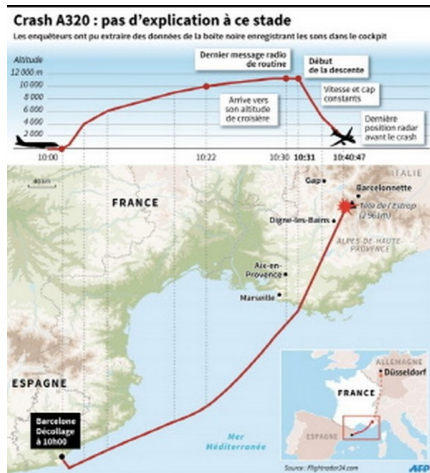 Crash A320 : pas d'explication à ce stade
Les enquêteurs ont pu extraire des données de la boîte noire enregistrant les sons dans le cockpit
Altitude
12 000 m
10 000
8 000
6 000
4 000
2 000
Dernier message radio
de routine
Début
de la descente
Vitesse et cap
constants
Arrive vers
son altitude
de croisière
Dernière
position radar
avant le crash
10:00
10:22
10:30
10:31
10:40:47
ITALIE
Gap
Barcelonnette
FRANCE
Tête de l'Estrop
(2 961m)
Digne-les-Bains
ALPES-DE-HAUTE-
PROVENCE
Aix-en-
Provence
Marseille
ESPAGNE
Barcelone
Décollage
à 10h00
Mer
Méditerranée
ALLEMAGNE
Düsseldorf
FRANCE
ESPAGNE
Source : Flightradar24.com
AFP